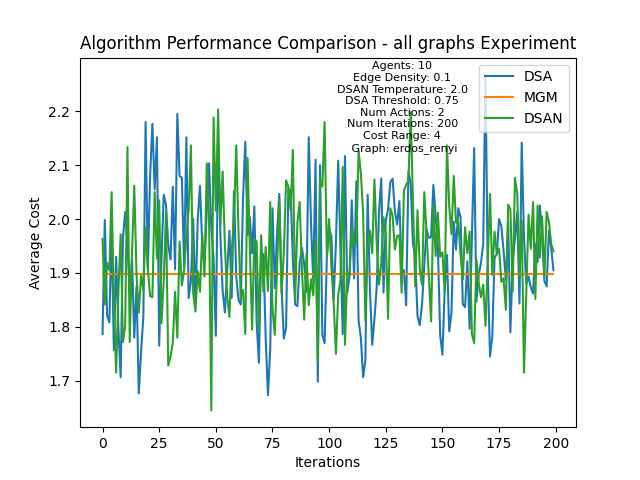 Algorithm Performance Comparison - all graphs Experiment
Agents: 10
Edge Density: 0.1
DSAN Temperature: 2.0
DSA Threshold: 0.75
Num Actions: 2
Num Iterations: 200
Cost Range: 4
Graph: erdos_renyi
DSA
MGM
DSAN
Average Cost
2.2
2.1
2.0
1.9
1.8
1.7
0
25
50
75
100
125
150
175
200
Iterations